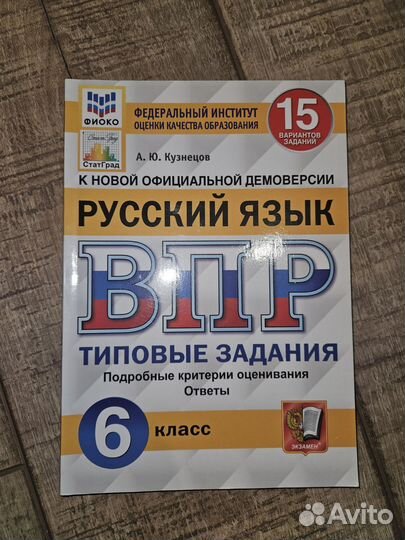 ФИОКО
ФЕДЕРАЛЬНЫЙ ИНСТИТУТ
ОЦЕНКИ КАЧЕСТВА ОБРАЗОВАНИЯ
15
ВАРИАНТОВ
ЗАДАНИЙ
СтатГрад
А. Ю. Кузнецов
К НОВОЙ ОФИЦИАЛЬНОЙ ДЕМОВЕРСИИ
РУССКИЙ ЯЗЫК
ВПР
ТИПОВЫЕ ЗАДАНИЯ
Подробные критерии оценивания
Ответы
6 класс
ЭКЗАМЕН
Avito